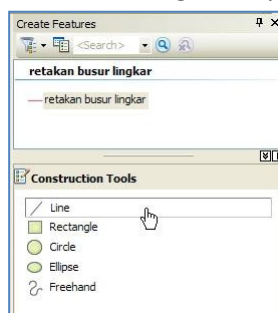 Create Features
<Search>
retakan busur lingkar
retakan busur lingkar
Construction Tools
Line
Rectangle
Circle
Ellipse
Freehand